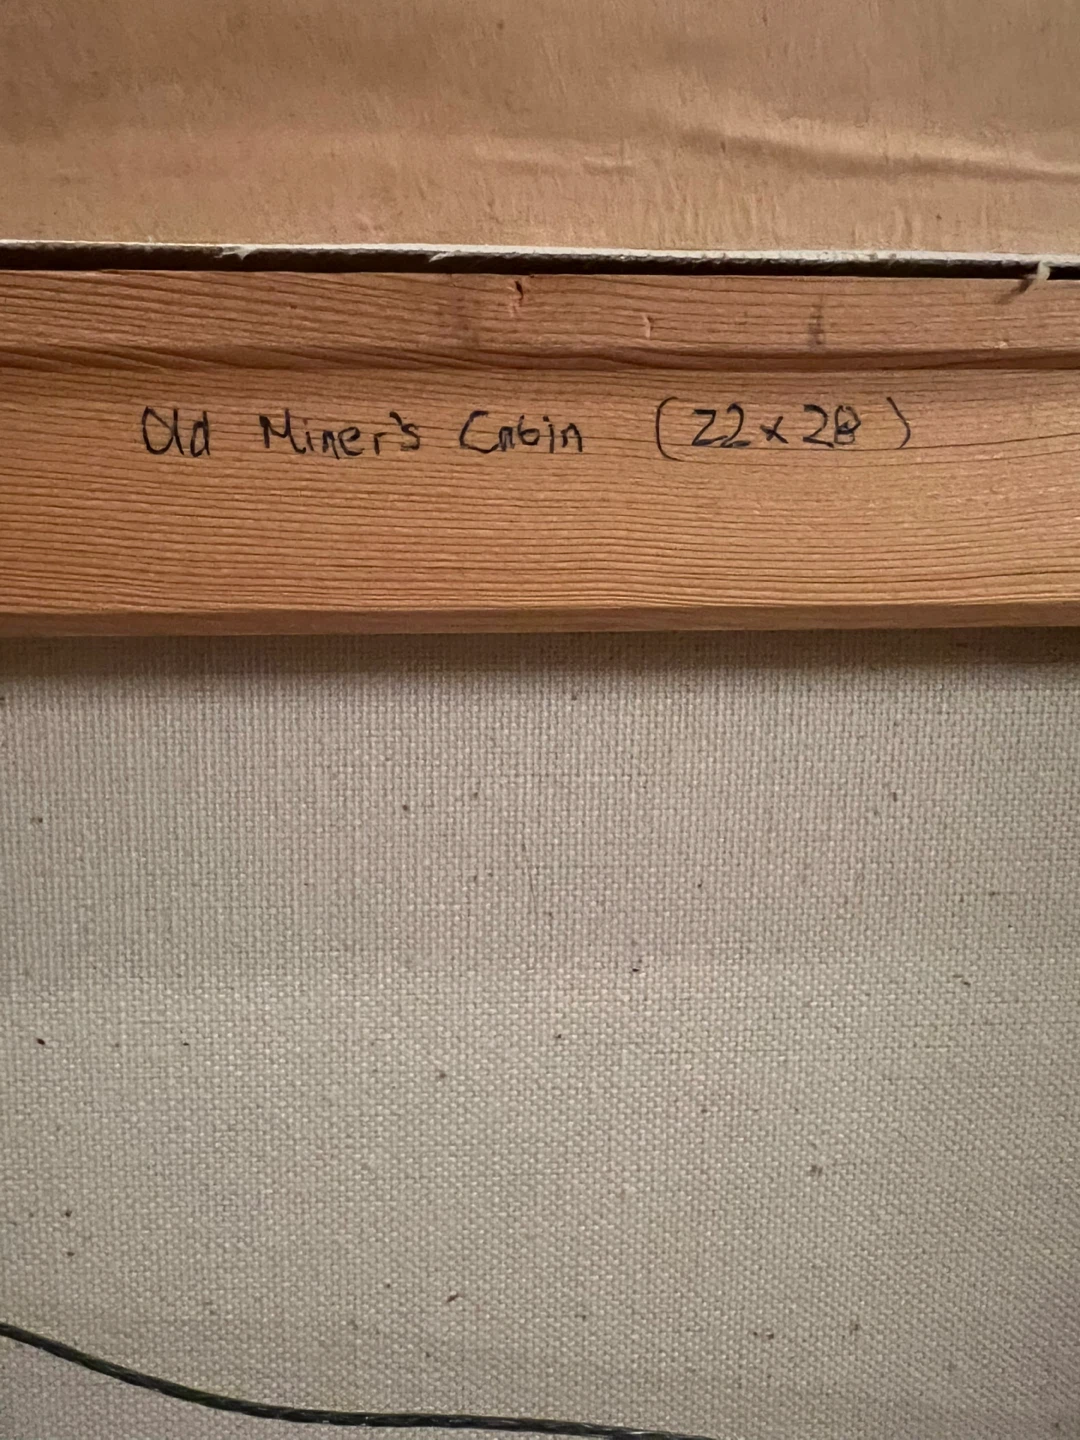 Old Miner's Cabin (22x28)